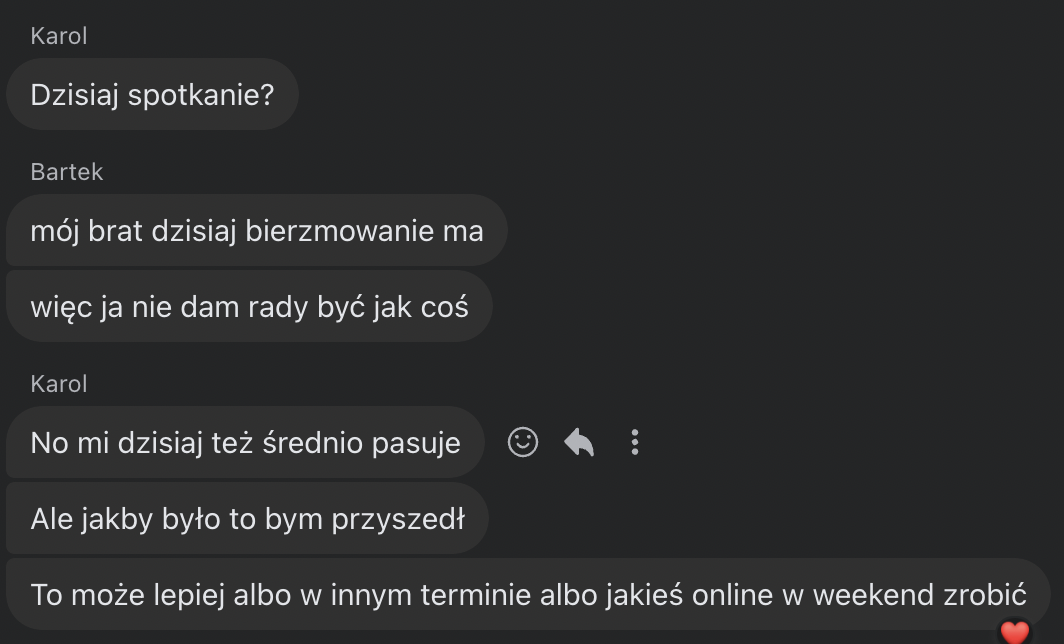 Karol
Dzisiaj spotkanie?
Bartek
mój brat dzisiaj bierzmowanie ma
więc ja nie dam rady być jak coś
Karol
No mi dzisiaj też średnio pasuje
Ale jakby było to bym przyszedł
To może lepiej albo w innym terminie albo jakieś online w weekend zrobić